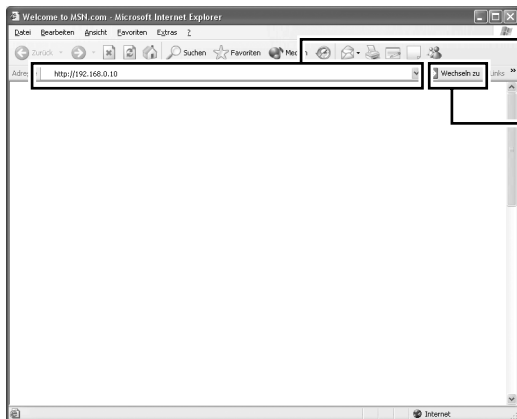 Welcome to MSN.com - Microsoft Internet Explorer
Datei Bearbeiten Ansicht Favoriten Extras ?
Zurück Suchen Favoriten
http://192.168.0.10 Wechseln zu
Internet